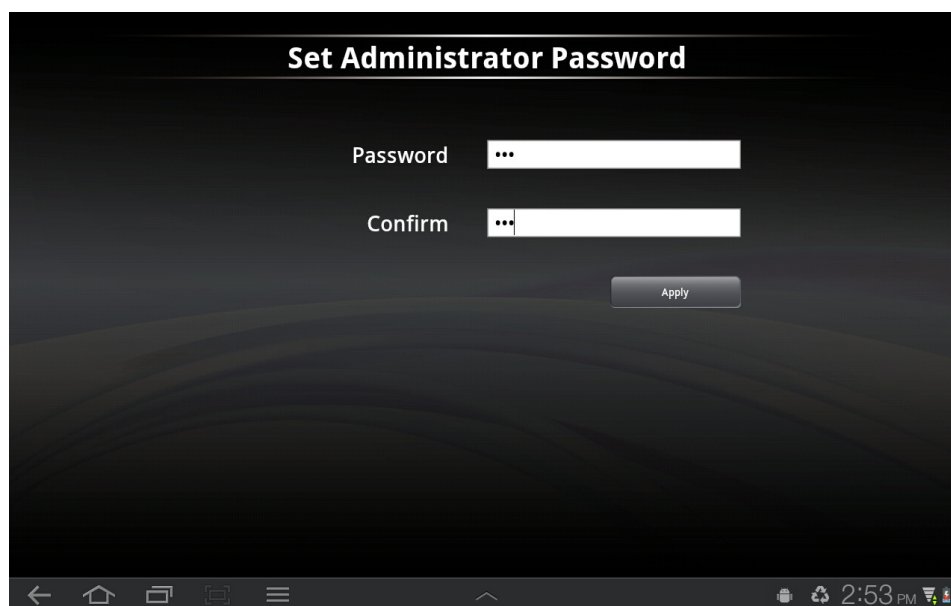 Set Administrator Password
Password •••
Confirm •••
Apply
2:53 PM